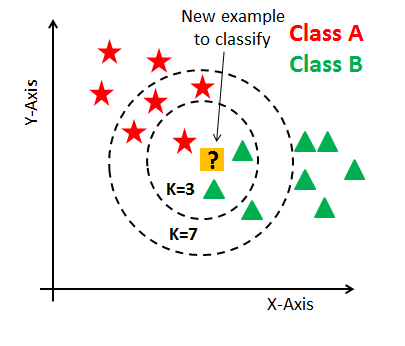 New example
to classify
Class A
Class B
Y-Axis
?
K=3
K=7
X-Axis